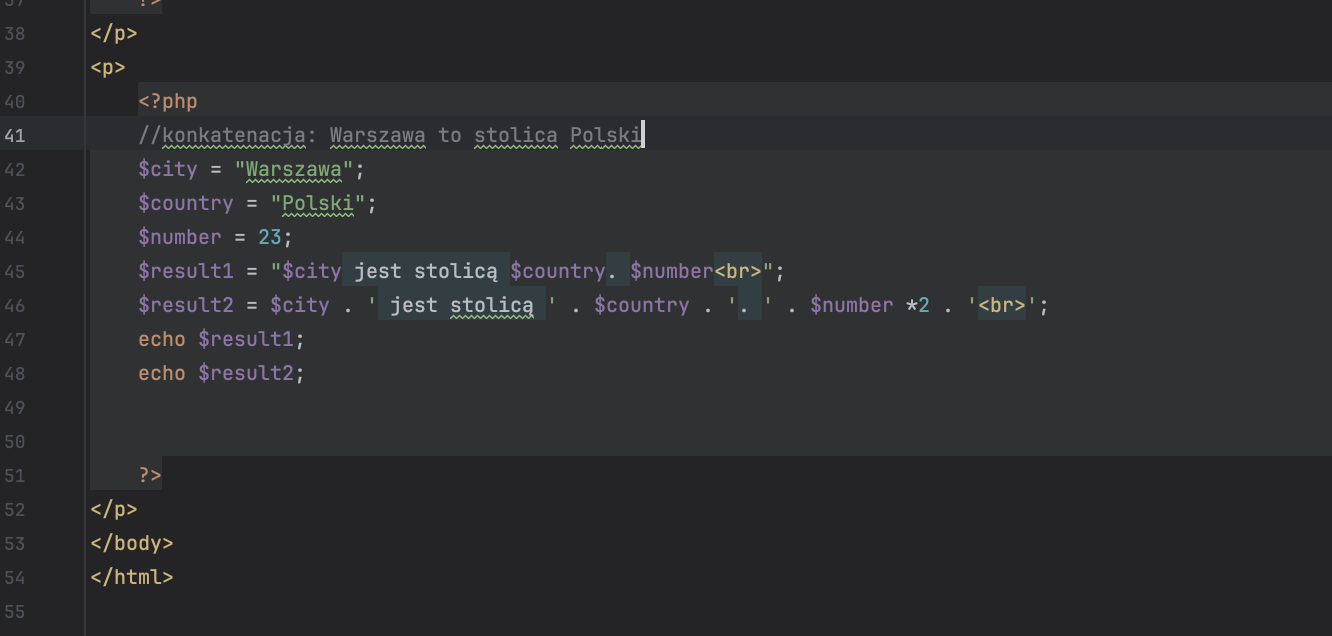 37 ?>
38 </p>
39 <p>
40 <?php
41 //konkatenacja: Warszawa to stolica Polski
42 $city = "Warszawa";
43 $country = "Polski";
44 $number = 23;
45 $result1 = "$city jest stolicą $country. $number<br>";
46 $result2 = $city . ' jest stolicą ' . $country . '. ' . $number *2 . '<br>';
47 echo $result1;
48 echo $result2;
49
50
51 ?>
52 </p>
53 </body>
54 </html>
55